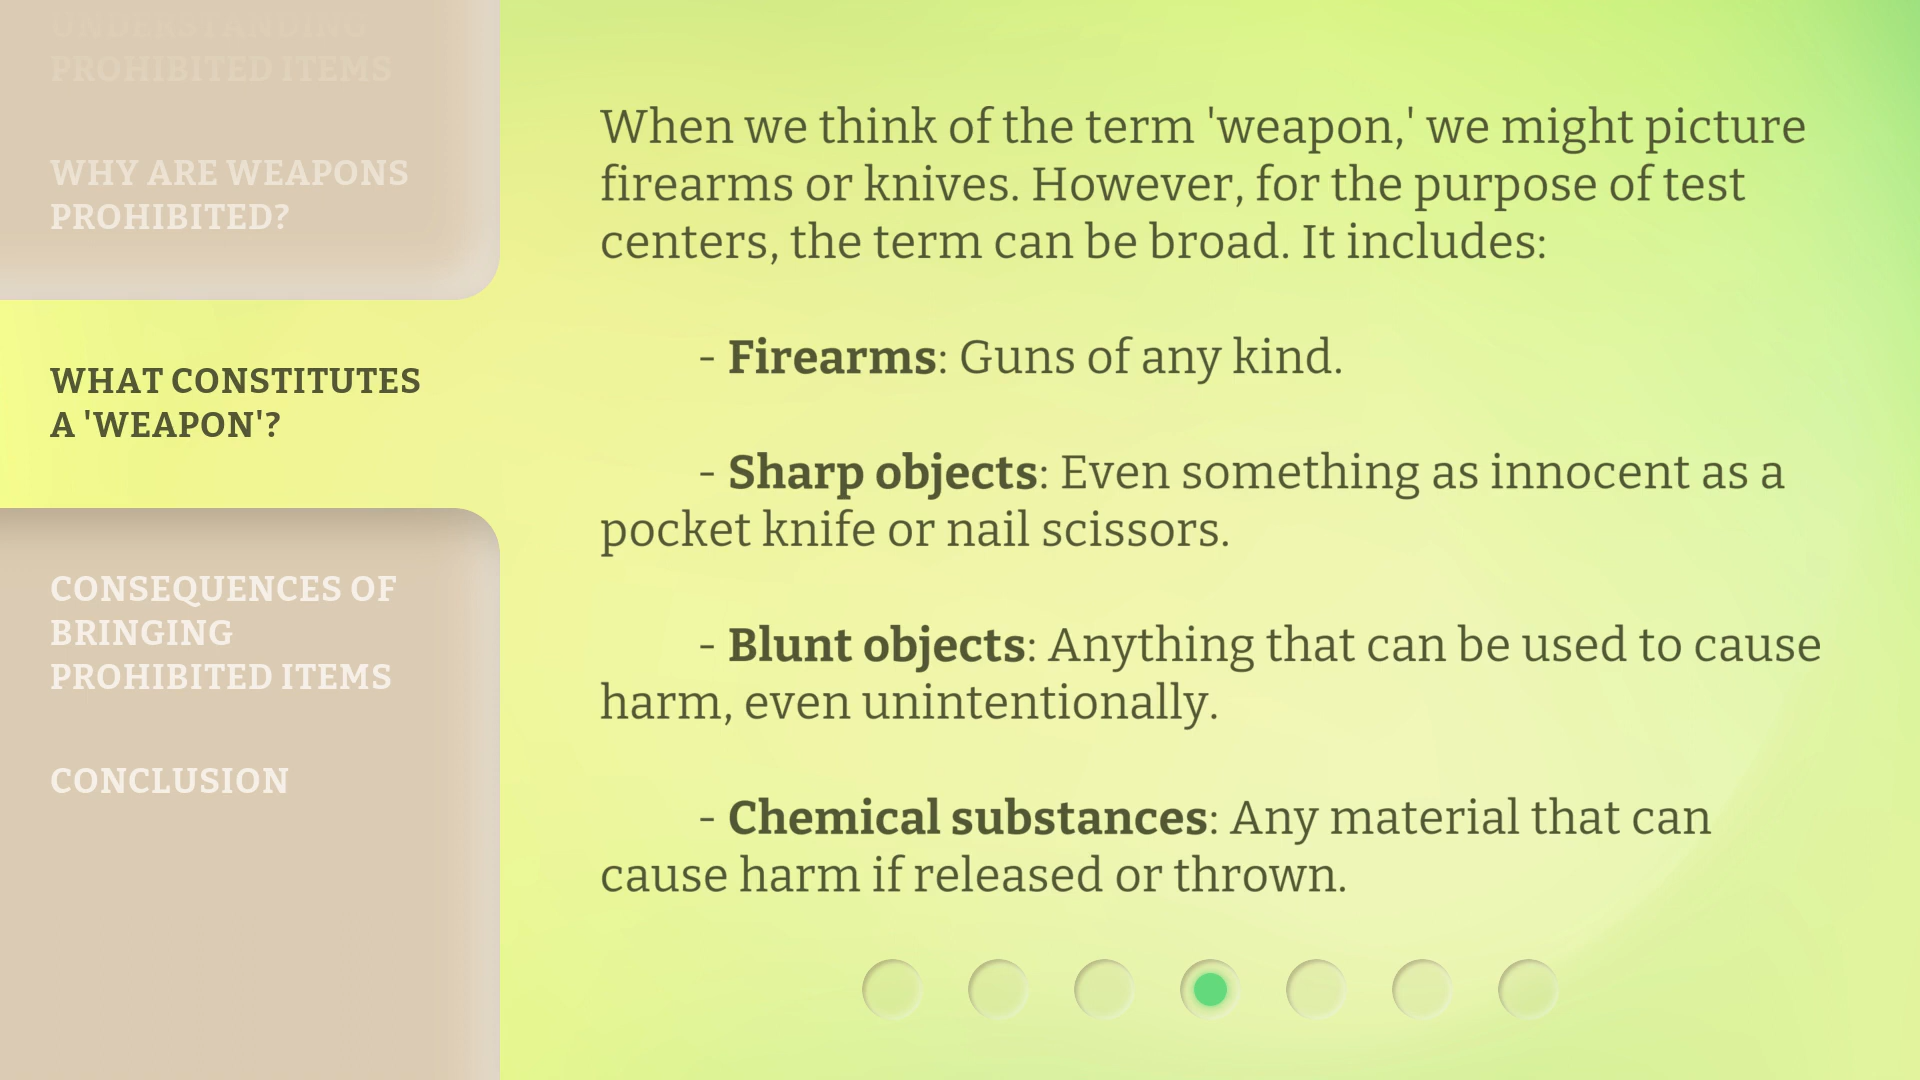 UNDERSTANDING
PROHIBITED ITEMS
WHY ARE WEAPONS
PROHIBITED?
WHAT CONSTITUTES
A 'WEAPON'?
CONSEQUENCES OF
BRINGING
PROHIBITED ITEMS
CONCLUSION
When we think of the term 'weapon,' we might picture
firearms or knives. However, for the purpose of test
centers, the term can be broad. It includes:
- Firearms: Guns of any kind.
- Sharp objects: Even something as innocent as a
pocket knife or nail scissors.
- Blunt objects: Anything that can be used to cause
harm, even unintentionally.
- Chemical substances: Any material that can
cause harm if released or thrown.